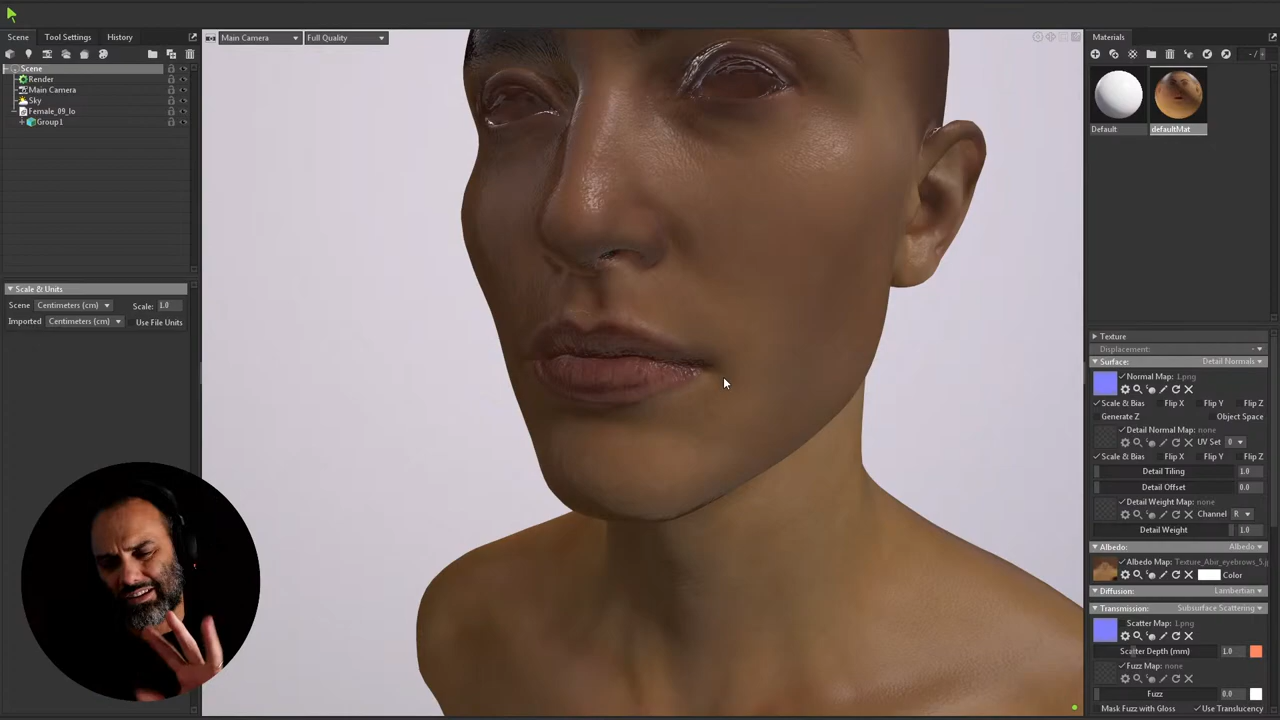 Scene
Tool Settings
History
Scene
Render
Main Camera
Sky
Female_09_lo
Group1
Scale & Units
Scene Centimeters (cm) Scale: 1.0
Imported Centimeters (cm) Use File Units
Main Camera
Full Quality
Materials
Default
defaultMat
Texture
Displacement:
Surface: Detail Normals
Normal Map: 1.png
Scale & Bias Flip X Flip Y Flip Z
Generate Z Object Space
Detail Normal Map: none
UV Set 0
Scale & Bias Flip X Flip Y Flip Z
Detail Tiling 1.0
Detail Offset 0.0
Detail Weight Map: none
Channel R
Detail Weight 1.0
Albedo: Albedo
Albedo Map: Texture_Abir_eyebrows_5.j
Color
Diffusion: Lambertian
Transmission: Subsurface Scattering
Scatter Map: 1.png
Scatter Depth (mm) 1.0
Fuzz Map: none
Fuzz 0.0
Mask Fuzz with Gloss Use Translucency